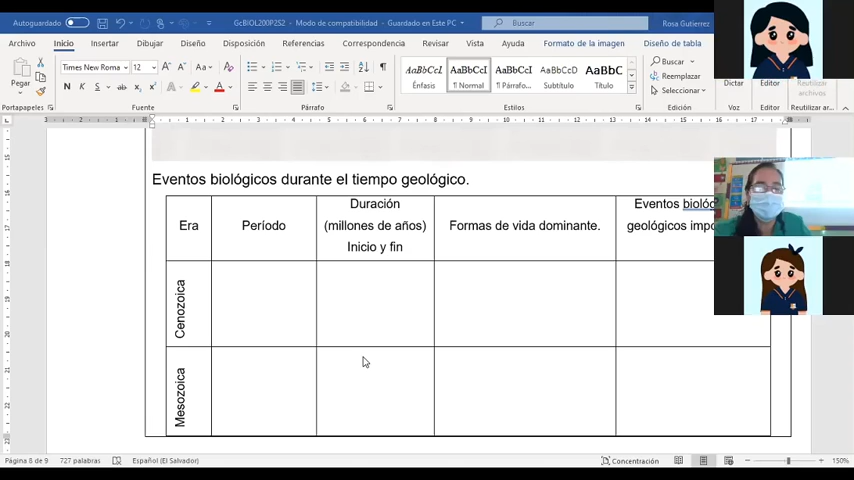 Autoguardado
GcBIOL200P2S2 - Modo de compatibilidad - Guardado en Este PC
Buscar
Rosa Gutierrez
Archivo Inicio Insertar Dibujar Diseño Disposición Referencias Correspondencia Revisar Vista Ayuda Formato de la imagen Diseño de tabla
Pegar
Times New Roma 12
N K S
AaBbCcL AaBbCcI AaBbCcI AaBbCcD AaBbC
Énfasis ¶ Normal ¶ Párrafo... Subtítulo Título
Buscar
Reemplazar
Seleccionar
Dictar Editor Reutilizar archivos
Portapapeles Fuente Párrafo Estilos Edición Voz Editor Reutilizar ar...
Eventos biológicos durante el tiempo geológico.
Era
Período
Duración
(millones de años)
Inicio y fin
Formas de vida dominante.
Eventos
geológicos
Cenozoica
Mesozoica
Página 8 de 9 727 palabras Español (El Salvador) Concentración 150%